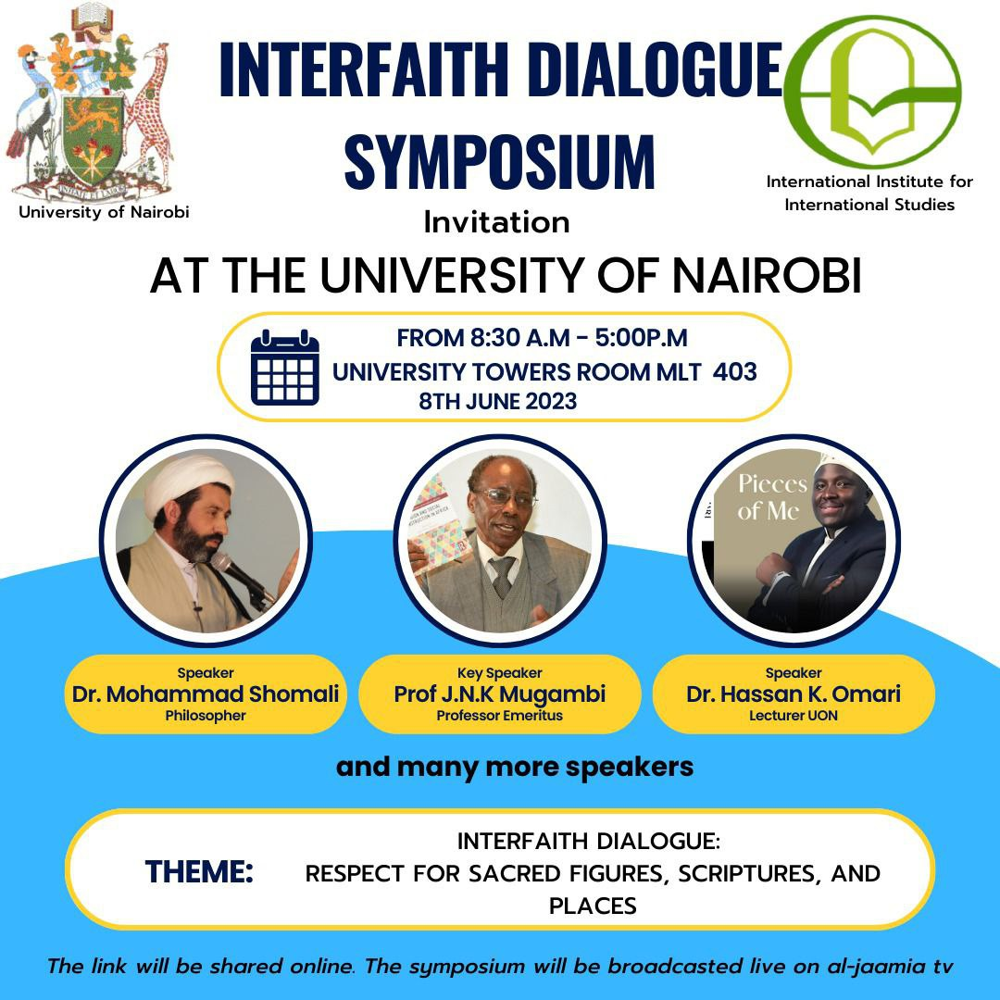 INTERFAITH DIALOGUE
SYMPOSIUM
University of Nairobi
International Institute for
International Studies
Invitation
AT THE UNIVERSITY OF NAIROBI
FROM 8:30 A.M - 5:00P.M
UNIVERSITY TOWERS ROOM MLT 403
8TH JUNE 2023
Pieces
of Me
Speaker
Dr. Mohammad Shomali
Philosopher
Key Speaker
Prof J.N.K Mugambi
Professor Emeritus
Speaker
Dr. Hassan K. Omari
Lecturer UON
and many more speakers
THEME:
INTERFAITH DIALOGUE:
RESPECT FOR SACRED FIGURES, SCRIPTURES, AND
PLACES
The link will be shared online. The symposium will be broadcasted live on al-jaamia tv